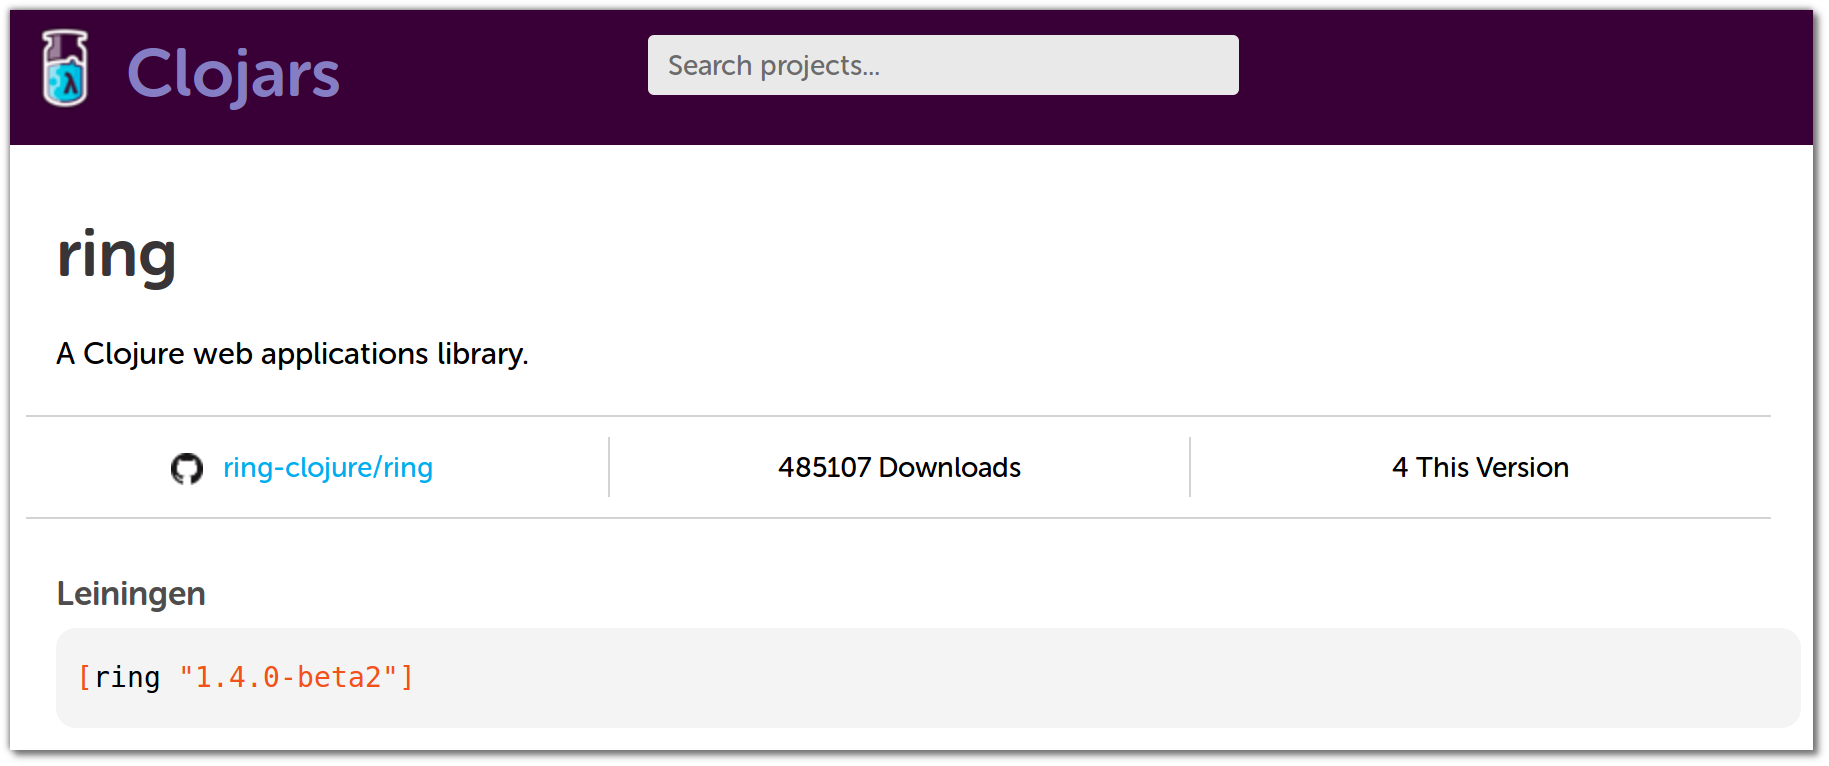 Clojars
Search projects...
ring
A Clojure web applications library.
ring-clojure/ring
485107 Downloads
4 This Version
Leiningen
[ring "1.4.0-beta2"]